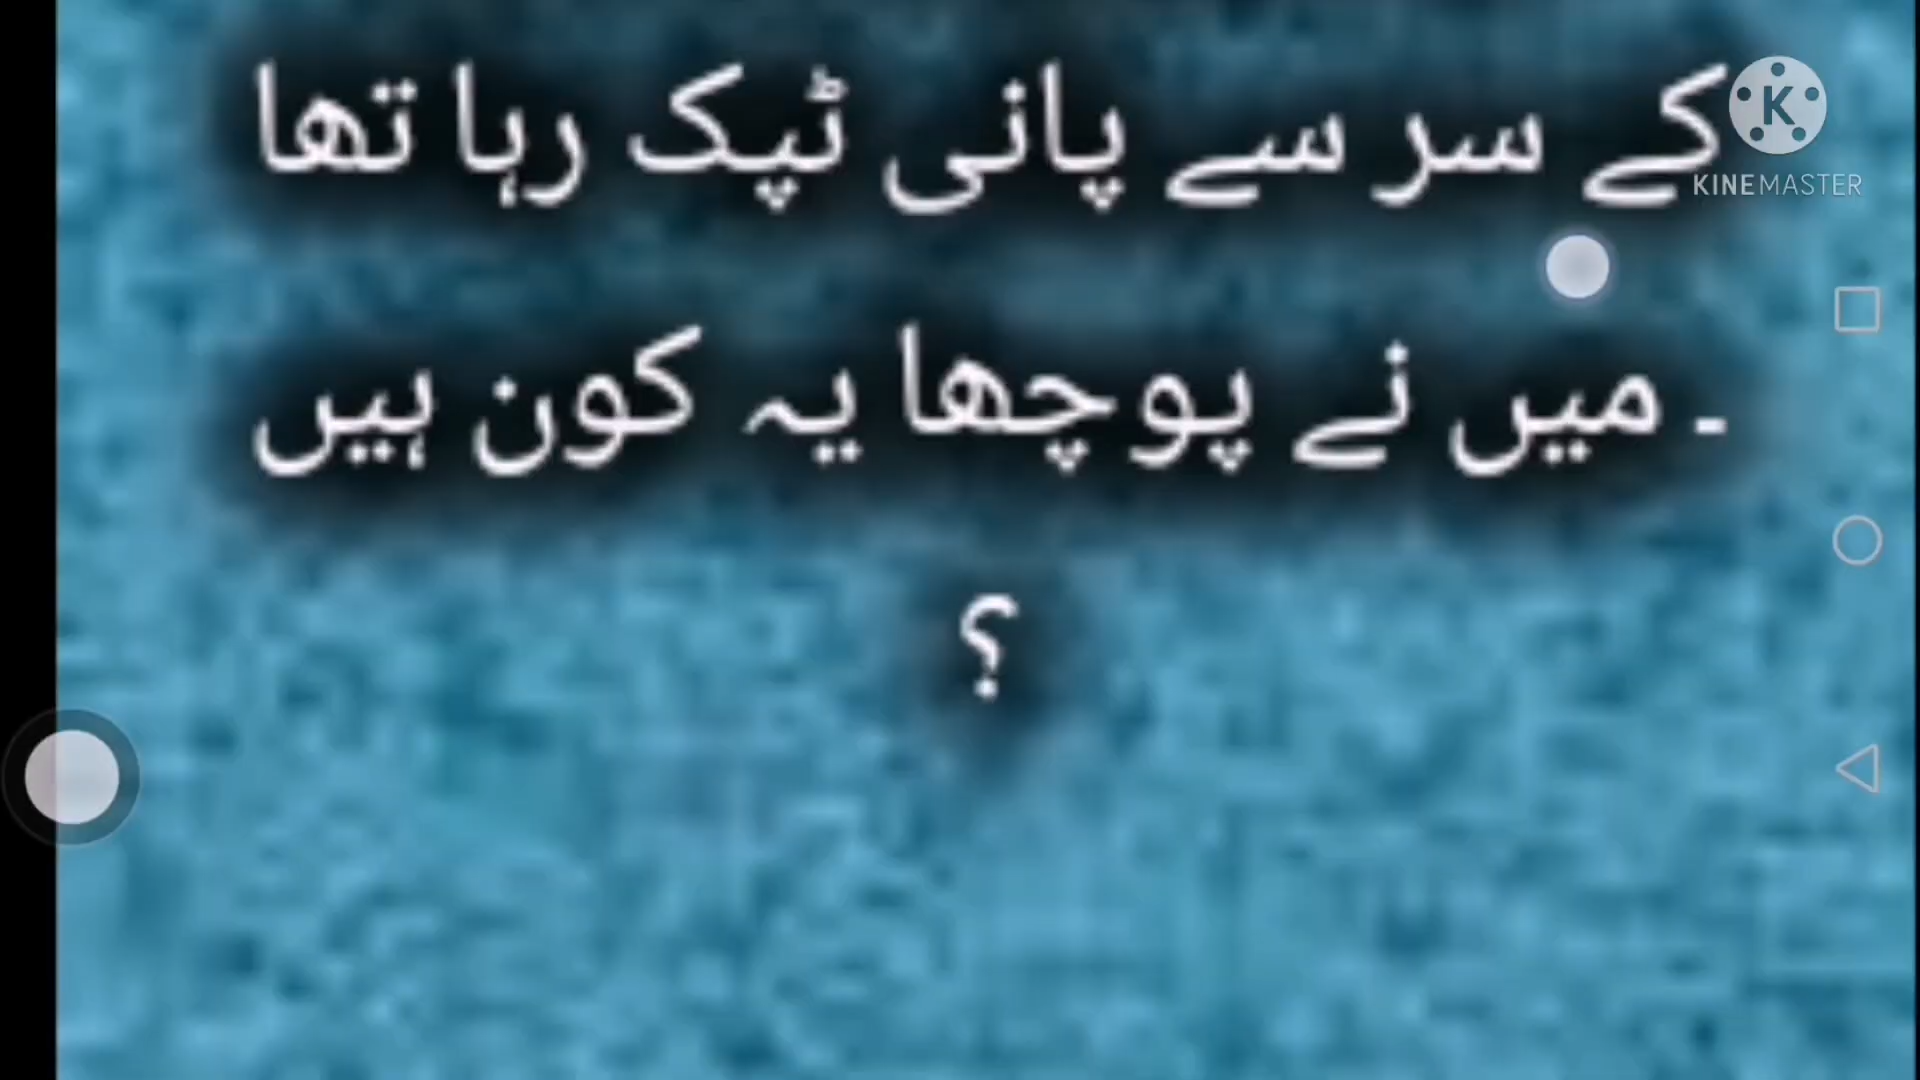 کے سر سے پانی ٹپک رہا تھا
۔ میں نے پوچھا یہ کون ہیں
؟
K
KINEMASTER